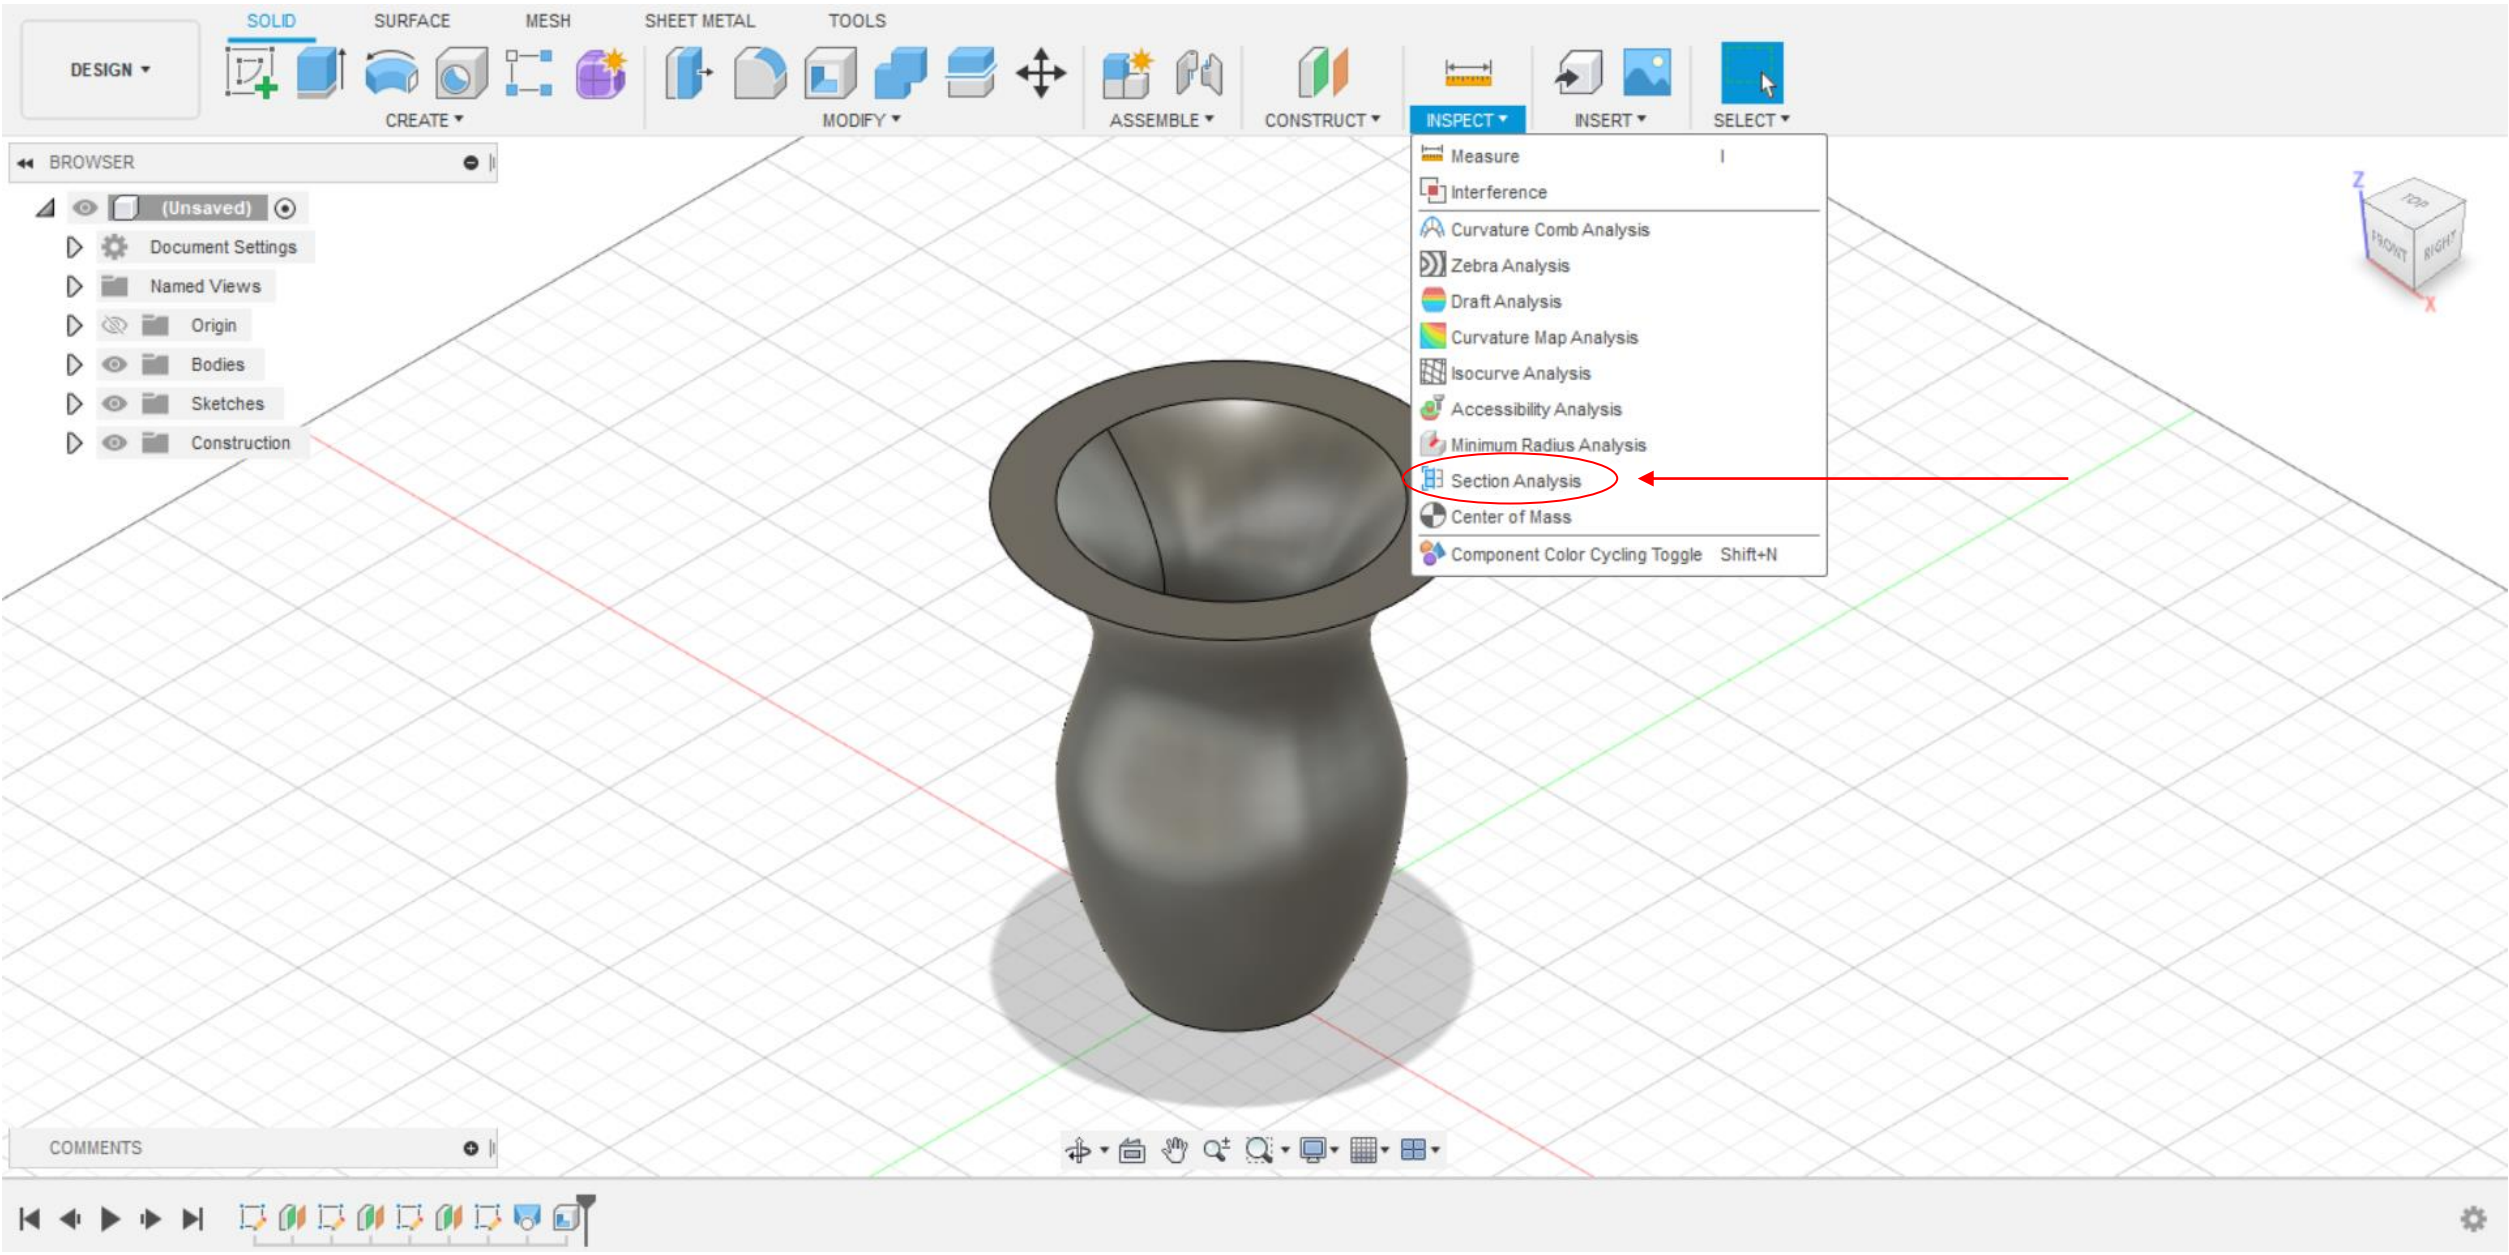 SOLID SURFACE MESH SHEET METAL TOOLS
DESIGN
CREATE MODIFY ASSEMBLE CONSTRUCT INSPECT INSERT SELECT
BROWSER
(Unsaved)
Document Settings
Named Views
Origin
Bodies
Sketches
Construction
Measure I
Interference
Curvature Comb Analysis
Zebra Analysis
Draft Analysis
Curvature Map Analysis
Isocurve Analysis
Accessibility Analysis
Minimum Radius Analysis
Section Analysis
Center of Mass
Component Color Cycling Toggle Shift+N
Z
TOP
FRONT RIGHT
X
COMMENTS